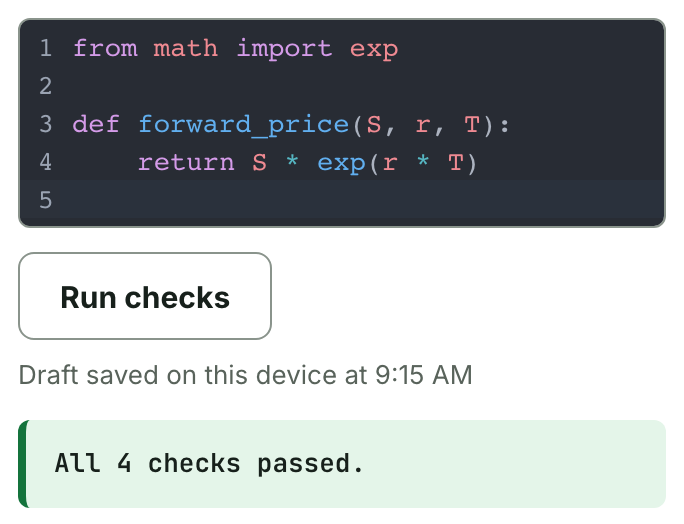 1 from math import exp
2
3 def forward_price(S, r, T):
4     return S * exp(r * T)
5
Run checks
Draft saved on this device at 9:15 AM
All 4 checks passed.